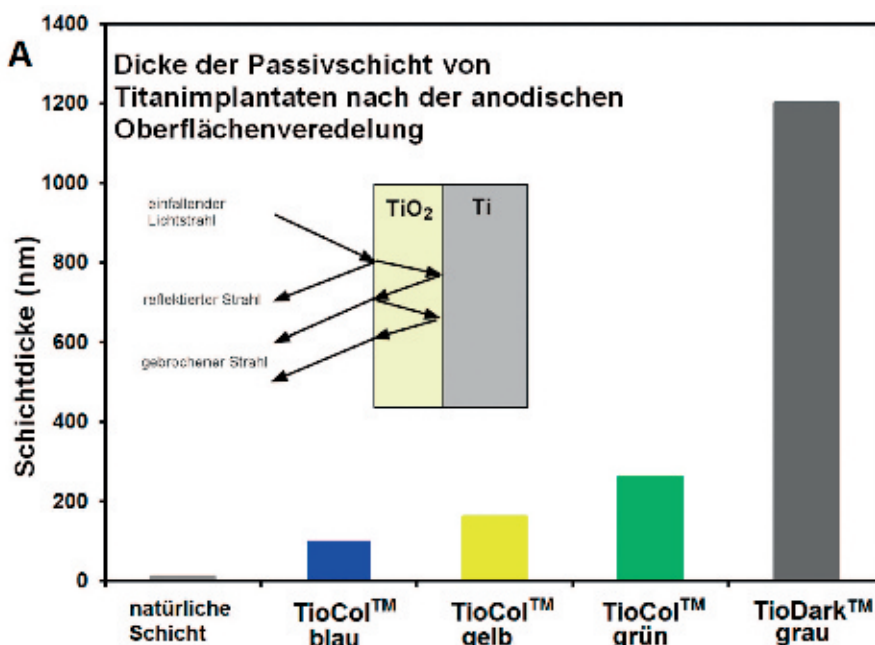 A
Dicke der Passivschicht von
Titanimplantaten nach der anodischen
Oberflächenveredelung
einfallender
Lichtstrahl
reflektierter Strahl
gebrochener Strahl
TiO₂
Ti
Schichtdicke (nm)
1400
1200
1000
800
600
400
200
0
natürliche
Schicht
TioCol™
blau
TioCol™
gelb
TioCol™
grün
TioDark™
grau